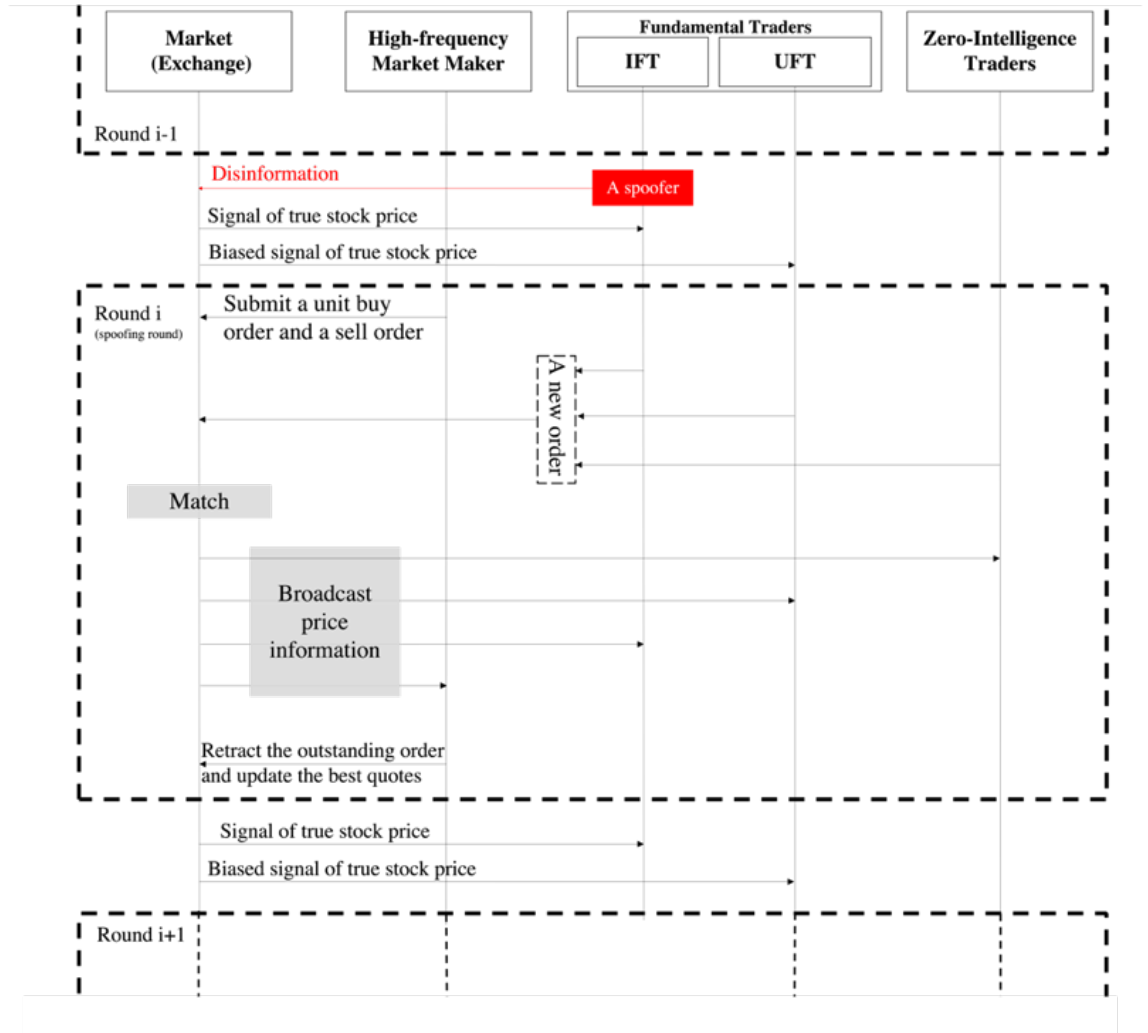 Market
(Exchange)
High-frequency
Market Maker
Fundamental Traders
IFT
UFT
Zero-Intelligence
Traders
Round i-1
Disinformation
A spoofer
Signal of true stock price
Biased signal of true stock price
Round i
(spoofing round)
Submit a unit buy
order and a sell order
A new order
Match
Broadcast
price
information
Retract the outstanding order
and update the best quotes
Signal of true stock price
Biased signal of true stock price
Round i+1